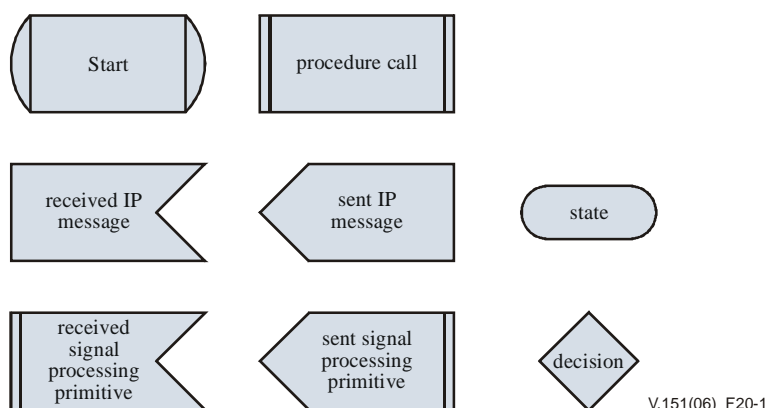 Start
procedure call
received IP
message
sent IP
message
state
received
signal
processing
primitive
sent signal
processing
primitive
decision
V.151(06)_F20-1